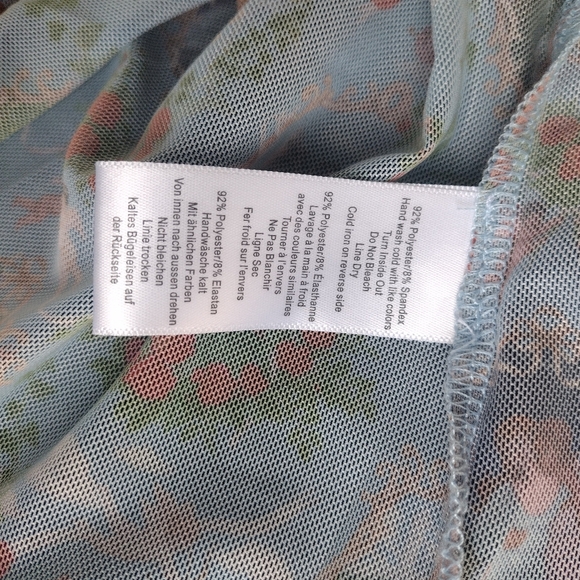 92% Polyester/8% Spandex
Hand wash cold with like colors
Turn Inside Out
Do Not Bleach
Line Dry
Cold iron on reverse side
92% Polyester/8% Élasthanne
Lavage à la main à froid
avec des couleurs similaires
Tourner à l'envers
Ne Pas Blanchir
Ligne Sec
Fer froid sur l'envers
92% Polyester/8% Elastan
Handwäsche kalt
Mit ähnlichen Farben
Von innen nach aussen drehen
Nicht bleichen
Linie trocken
Kaltes Bügeleisen auf
der Rückseite